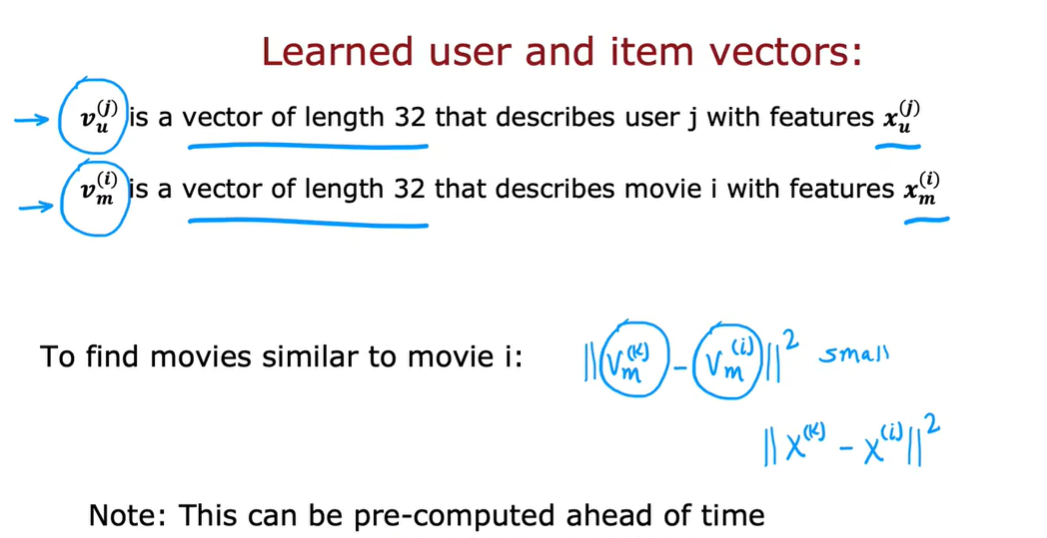 Learned user and item vectors:
v_u^(j) is a vector of length 32 that describes user j with features x_u^(j)
v_m^(i) is a vector of length 32 that describes movie i with features x_m^(i)
To find movies similar to movie i: ||v_m^(k) - v_m^(i)||^2 small
||x^(k) - x^(i)||^2
Note: This can be pre-computed ahead of time